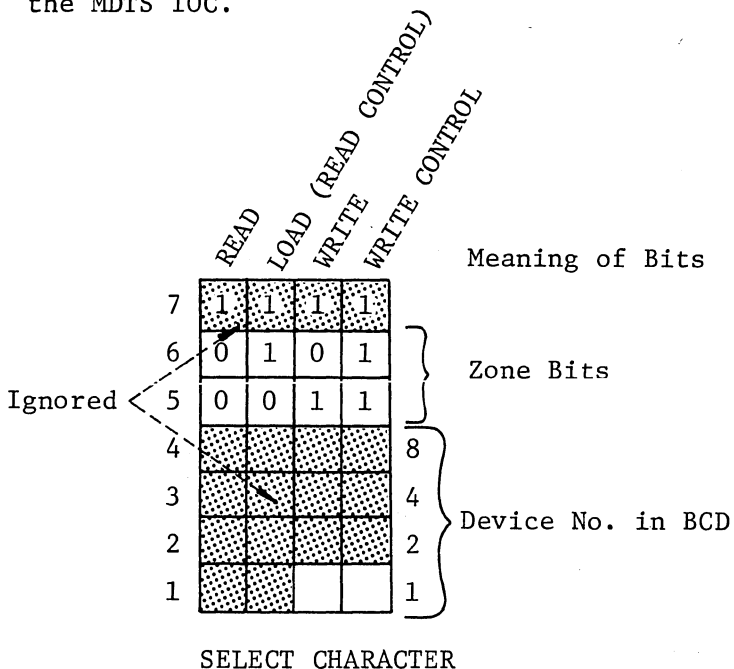 the MDTS IOC.
READ
LOAD (READ CONTROL)
WRITE
WRITE CONTROL
Meaning of Bits
7 1 1 1 1
6 0 1 0 1
Zone Bits
Ignored 5 0 0 1 1
4 8
3 4
Device No. in BCD
2 2
1 1
SELECT CHARACTER